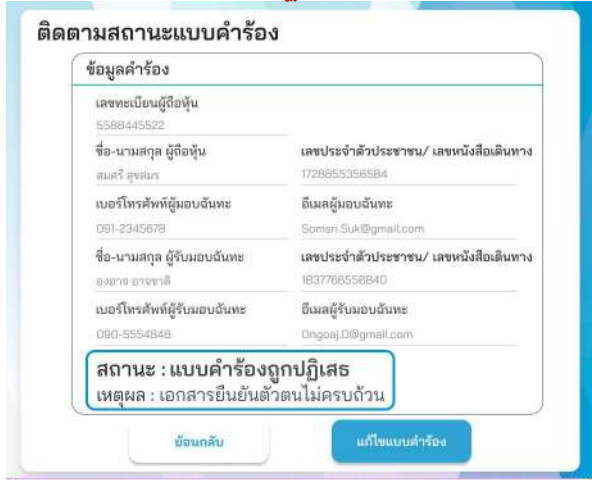 ติดตามสถานะแบบคำร้อง
ข้อมูลคำร้อง
เลขทะเบียนผู้ถือหุ้น
5588445522
ชื่อ-นามสกุล ผู้ถือหุ้น เลขประจำตัวประชาชน/ เลขหนังสือเดินทาง
สมศรี สุขสมร 1728855356584
เบอร์โทรศัพท์ผู้มอบฉันทะ อีเมลผู้มอบฉันทะ
091-2345678 Somsri.Suk@gmail.com
ชื่อ-นามสกุล ผู้รับมอบฉันทะ เลขประจำตัวประชาชน/ เลขหนังสือเดินทาง
องอาจ อาจชาติ 1837766556840
เบอร์โทรศัพท์ผู้รับมอบฉันทะ อีเมลผู้รับมอบฉันทะ
090-5554848 Ongoaj.O@gmail.com
สถานะ : แบบคำร้องถูกปฏิเสธ
เหตุผล : เอกสารยืนยันตัวตนไม่ครบถ้วน
ย้อนกลับ แก้ไขแบบคำร้อง